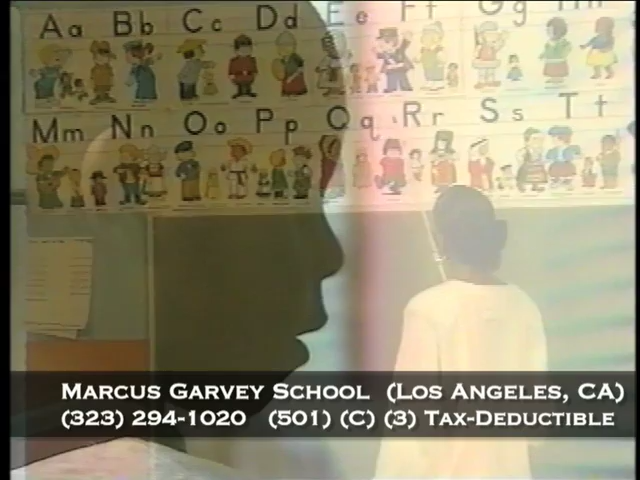 Aa Bb Cc Dd Ee Ff Gg
Mm Nn Oo Pp Qq Rr Ss Tt
MARCUS GARVEY SCHOOL (LOS ANGELES, CA)
(323) 294-1020 (501) (C) (3) TAX-DEDUCTIBLE